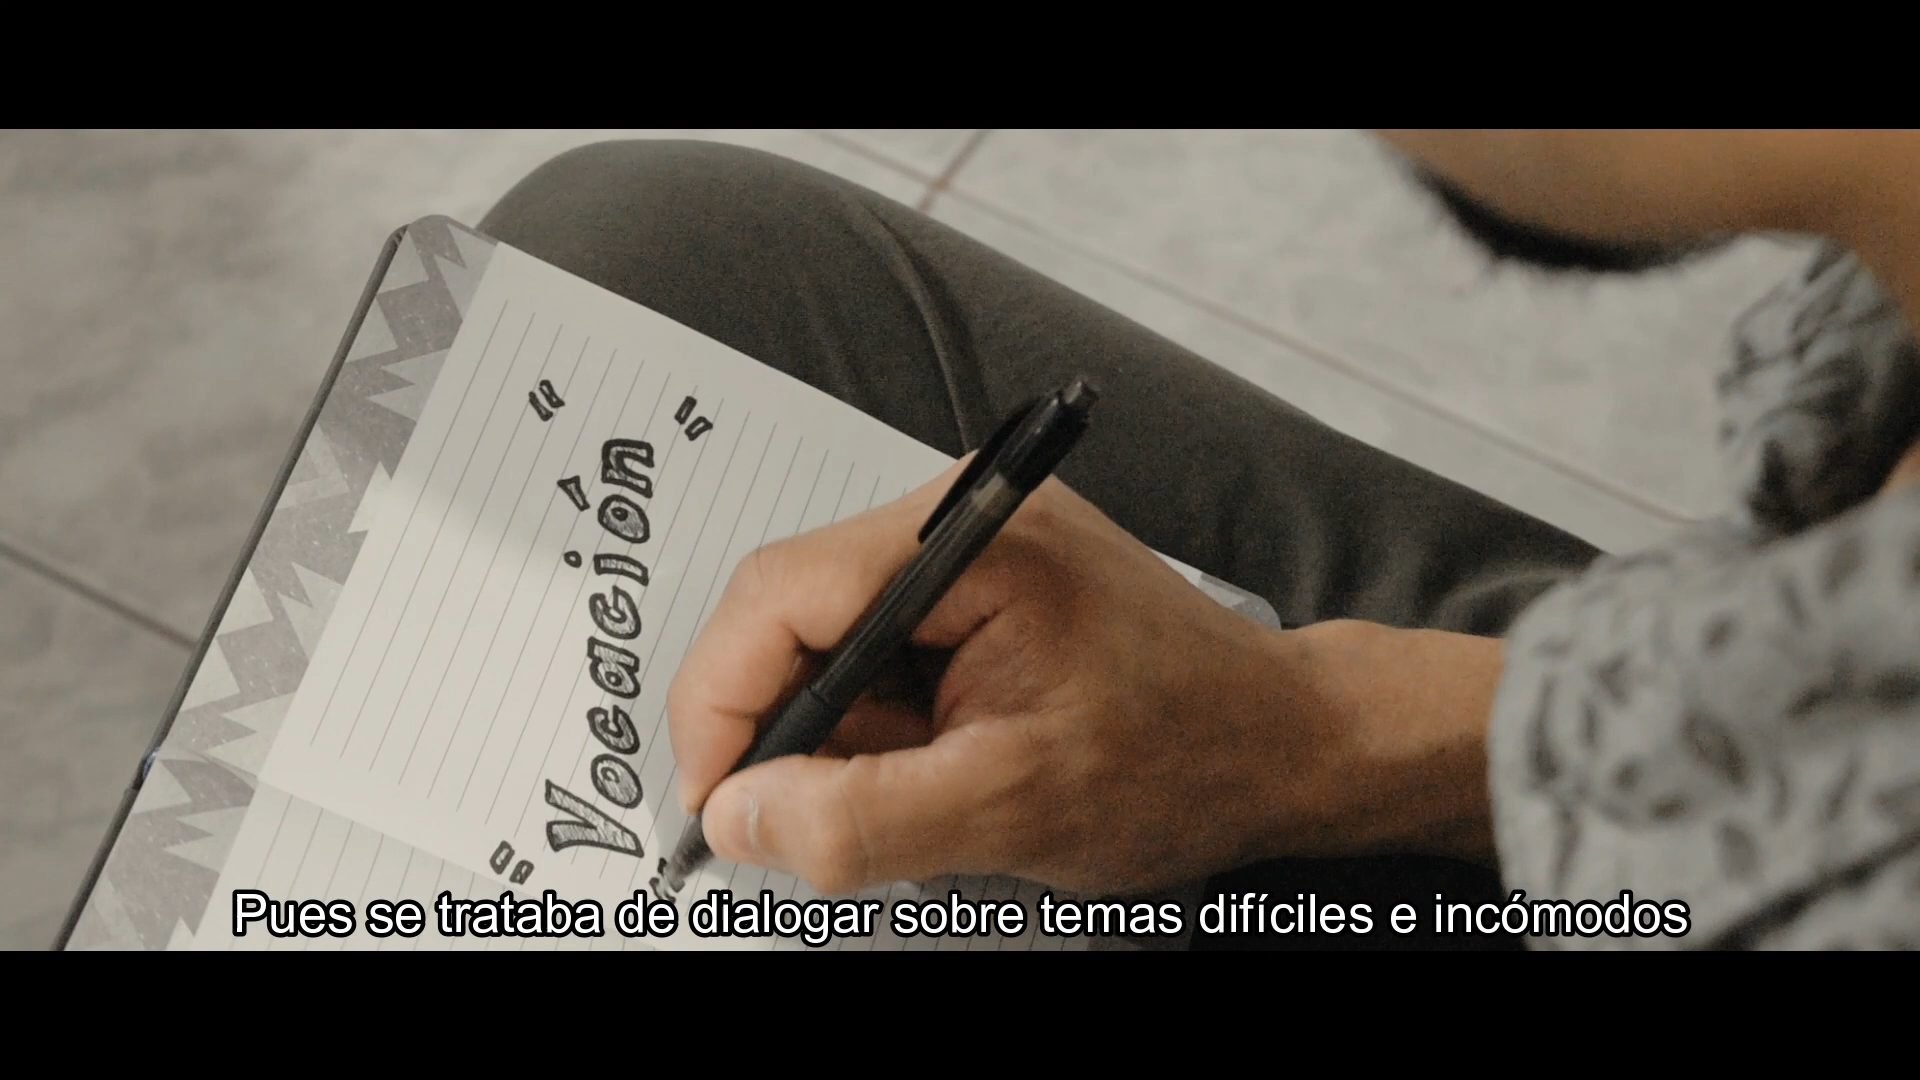 "Vocación"
Pues se trataba de dialogar sobre temas difíciles e incómodos